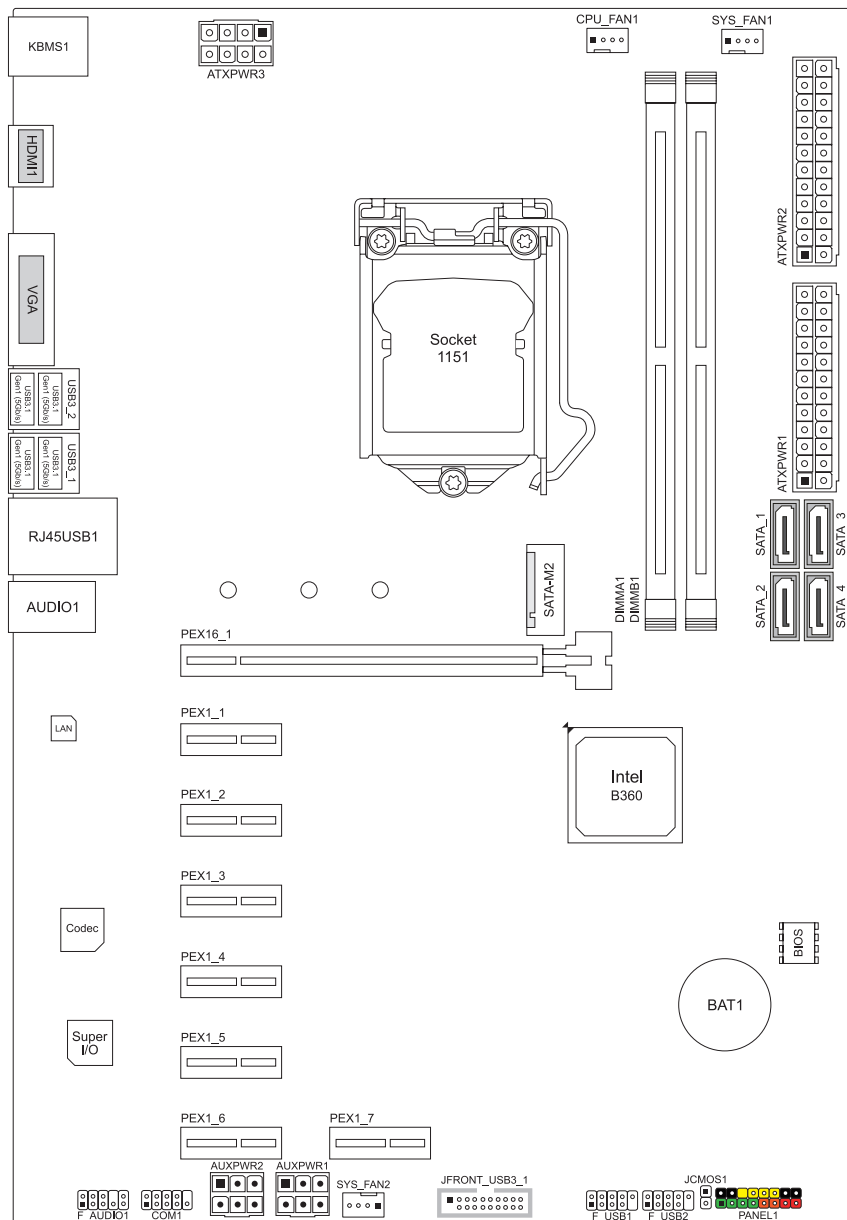 KBMS1
ATXPWR3
CPU_FAN1
SYS_FAN1
HDMI1
ATXPWR2
VGA
Socket
1151
USB3.1
Gen1 (5Gb/s)
USB3.1
Gen1 (5Gb/s)
USB3_2
USB3.1
Gen1 (5Gb/s)
USB3.1
Gen1 (5Gb/s)
USB3_1
ATXPWR1
RJ45USB1
SATA_1
SATA_3
AUDIO1
SATA-M2
DIMMA1
DIMMB1
SATA_2
SATA_4
PEX16_1
LAN
PEX1_1
Intel
B360
PEX1_2
PEX1_3
Codec
BIOS
PEX1_4
BAT1
Super
I/O
PEX1_5
PEX1_6
PEX1_7
AUXPWR2
AUXPWR1
SYS_FAN2
JFRONT_USB3_1
JCMOS1
F_AUDIO1
COM1
F_USB1
F_USB2
PANEL1